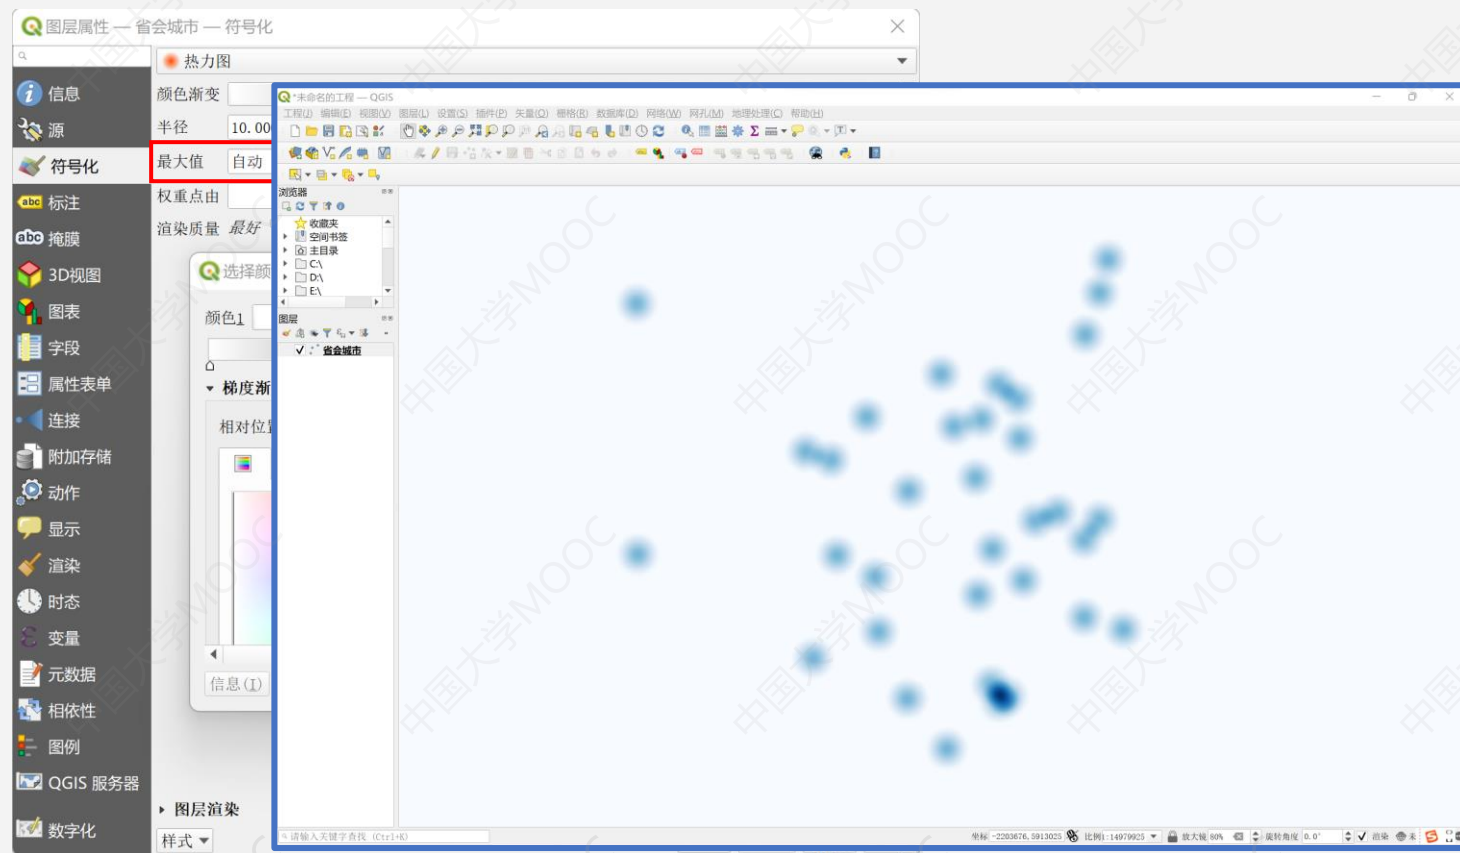 图层属性 — 省会城市 — 符号化
热力图
信息
源
符号化
标注
掩膜
3D视图
图表
字段
属性表单
连接
附加存储
动作
显示
渲染
时态
变量
元数据
相依性
图例
QGIS 服务器
数字化
颜色渐变
半径 10.00
最大值 自动
权重点由
渲染质量 最好
选择颜
颜色1
梯度渐
相对位置
信息(I)
图层渲染
样式
*未命名的工程 — QGIS
工程(J) 编辑(E) 视图(V) 图层(L) 设置(S) 插件(P) 矢量(O) 栅格(R) 数据库(D) 网络(W) 网孔(M) 地理处理(C) 帮助(H)
浏览器
收藏夹
空间书签
主目录
C:\
D:\
E:\
图层
省会城市
请输入关键字查找 (Ctrl+K)
坐标 -2203676,5913025 比例 1:14979925 放大镜 80% 旋转角度 0.0° 渲染 未
中国大学MOOC